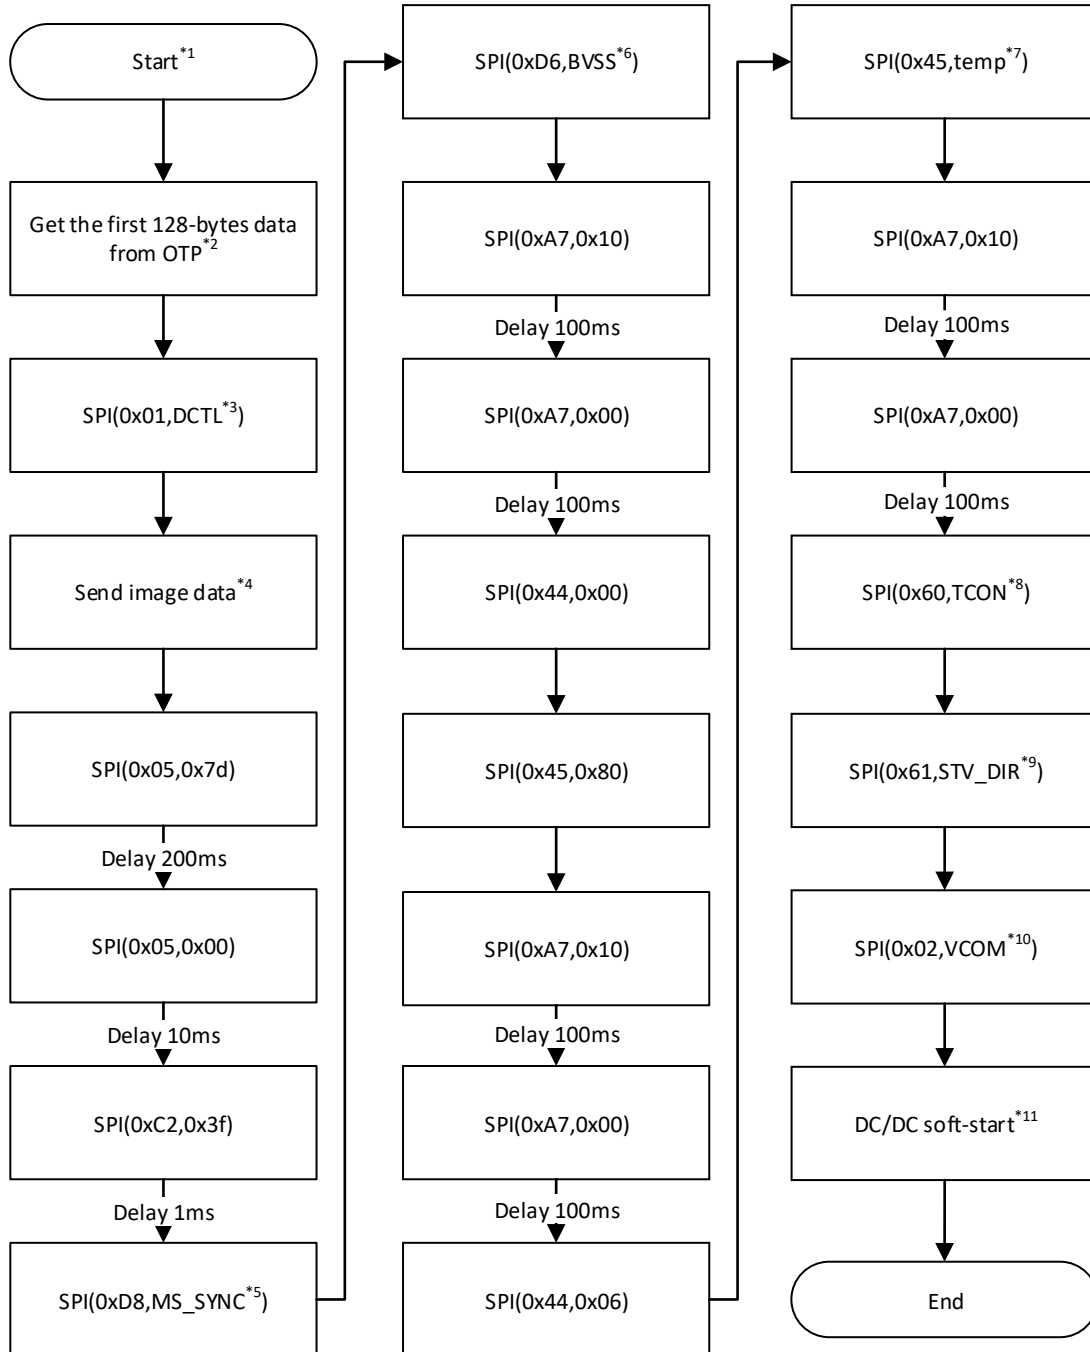 Start*1
Get the first 128-bytes data
from OTP*2
SPI(0x01,DCTL*3)
Send image data*4
SPI(0x05,0x7d)
Delay 200ms
SPI(0x05,0x00)
Delay 10ms
SPI(0xC2,0x3f)
Delay 1ms
SPI(0xD8,MS_SYNC*5)
SPI(0xD6,BVSS*6)
SPI(0xA7,0x10)
Delay 100ms
SPI(0xA7,0x00)
Delay 100ms
SPI(0x44,0x00)
SPI(0x45,0x80)
SPI(0xA7,0x10)
Delay 100ms
SPI(0xA7,0x00)
Delay 100ms
SPI(0x44,0x06)
SPI(0x45,temp*7)
SPI(0xA7,0x10)
Delay 100ms
SPI(0xA7,0x00)
Delay 100ms
SPI(0x60,TCON*8)
SPI(0x61,STV_DIR*9)
SPI(0x02,VCOM*10)
DC/DC soft-start*11
End